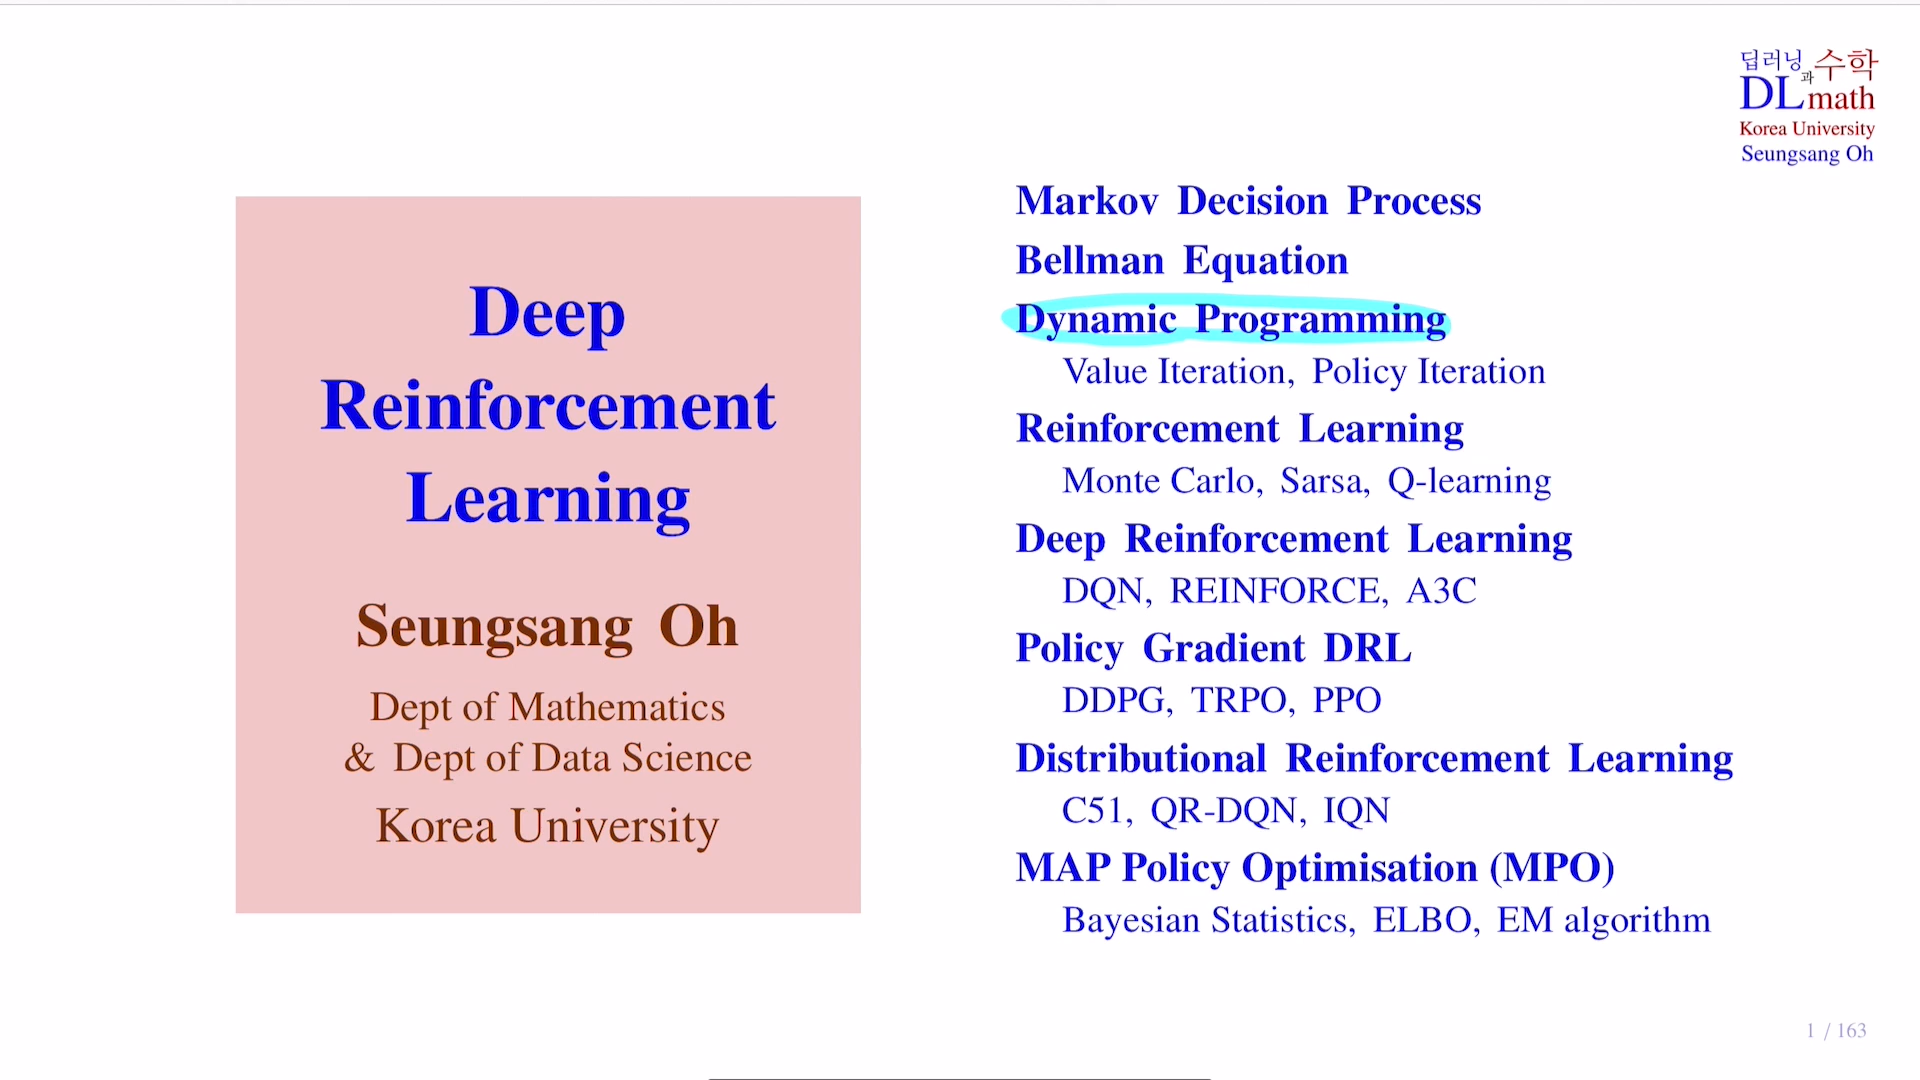 딥러닝과 수학
DLmath
Korea University
Seungsang Oh
Deep
Reinforcement
Learning
Seungsang Oh
Dept of Mathematics
& Dept of Data Science
Korea University
Markov Decision Process
Bellman Equation
Dynamic Programming
Value Iteration, Policy Iteration
Reinforcement Learning
Monte Carlo, Sarsa, Q-learning
Deep Reinforcement Learning
DQN, REINFORCE, A3C
Policy Gradient DRL
DDPG, TRPO, PPO
Distributional Reinforcement Learning
C51, QR-DQN, IQN
MAP Policy Optimisation (MPO)
Bayesian Statistics, ELBO, EM algorithm
1 / 163